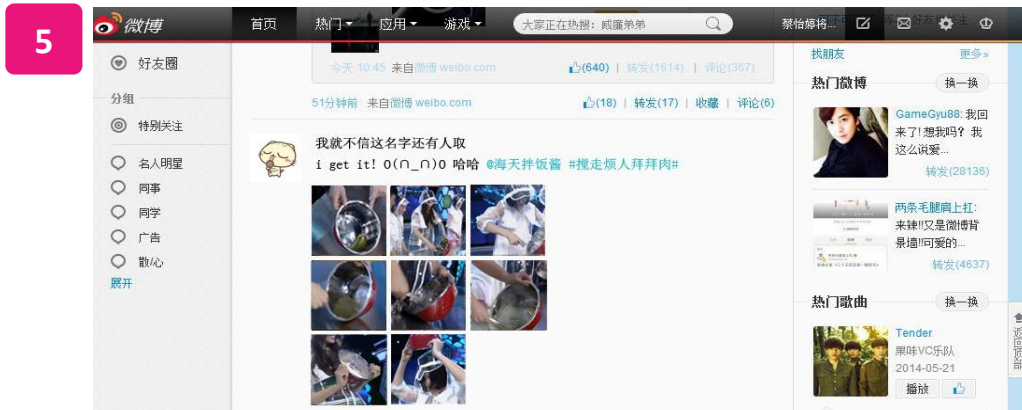 5
微博
首页
热门
应用
游戏
大家正在热搜：威廉弟弟
禁怡婷将...
好友圈
分组
特别关注
名人明星
同事
同学
广告
散心
展开
今天 10:45 来自微博 weibo.com
(640) | 转发(1614) | 评论(367)
51分钟前 来自微博 weibo.com
(18) | 转发(17) | 收藏 | 评论(6)
我就不信这名字还有人取
i get it! O(∩_∩)O 哈哈 @海天拌饭酱 #搅走烦人拜拜肉#
找朋友
更多»
热门微博
换一换
GameGyu88: 我回
来了! 想我吗？ 我
这么说爱...
转发(28136)
两条毛腿肩上扛:
来辣!!又是微博背
景墙!!可爱的...
转发(4637)
热门歌曲
换一换
Tender
果味VC乐队
2014-05-21
播放
返回顶部